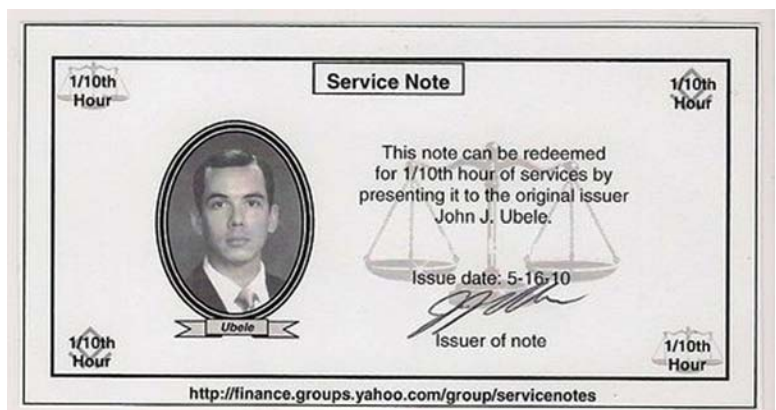 1/10th
Hour
Service Note
1/10th
Hour
This note can be redeemed
for 1/10th hour of services by
presenting it to the original issuer
John J. Ubele.
Issue date: 5-16-10
Ubele
Issuer of note
1/10th
Hour
1/10th
Hour
http://finance.groups.yahoo.com/group/servicenotes